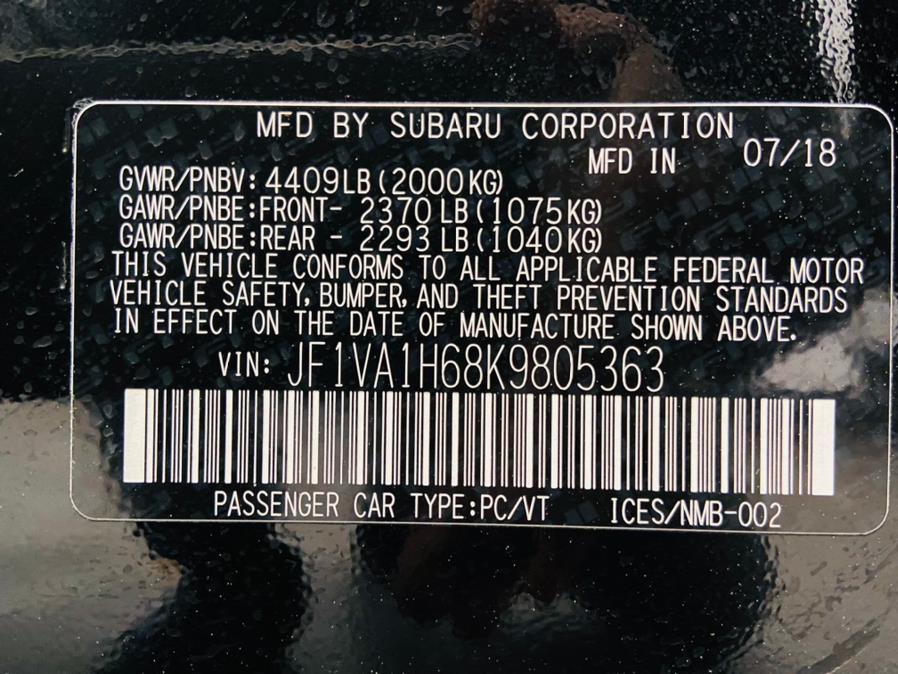 MFD BY SUBARU CORPORATION
MFD IN 07/18
GVWR/PNBV: 4409LB(2000KG)
GAWR/PNBE:FRONT- 2370LB(1075KG)
GAWR/PNBE:REAR - 2293LB(1040KG)
THIS VEHICLE CONFORMS TO ALL APPLICABLE FEDERAL MOTOR
VEHICLE SAFETY, BUMPER, AND THEFT PREVENTION STANDARDS
IN EFFECT ON THE DATE OF MANUFACTURE SHOWN ABOVE.
VIN: JF1VA1H68K9805363
PASSENGER CAR TYPE:PC/VT ICES/NMB-002